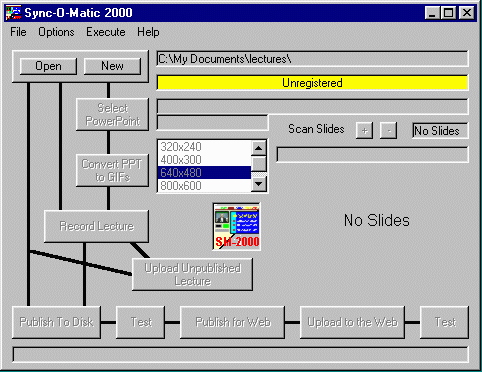 Sync-O-Matic 2000
File Options Execute Help
Open New
C:\My Documents\lectures\
Unregistered
Select
PowerPoint
Scan Slides + - No Slides
Convert PPT
to GIFs
320x240
400x300
640x480
800x600
Record Lecture
SM-2000
No Slides
Upload Unpublished
Lecture
Publish To Disk Test Publish for Web Upload to the Web Test